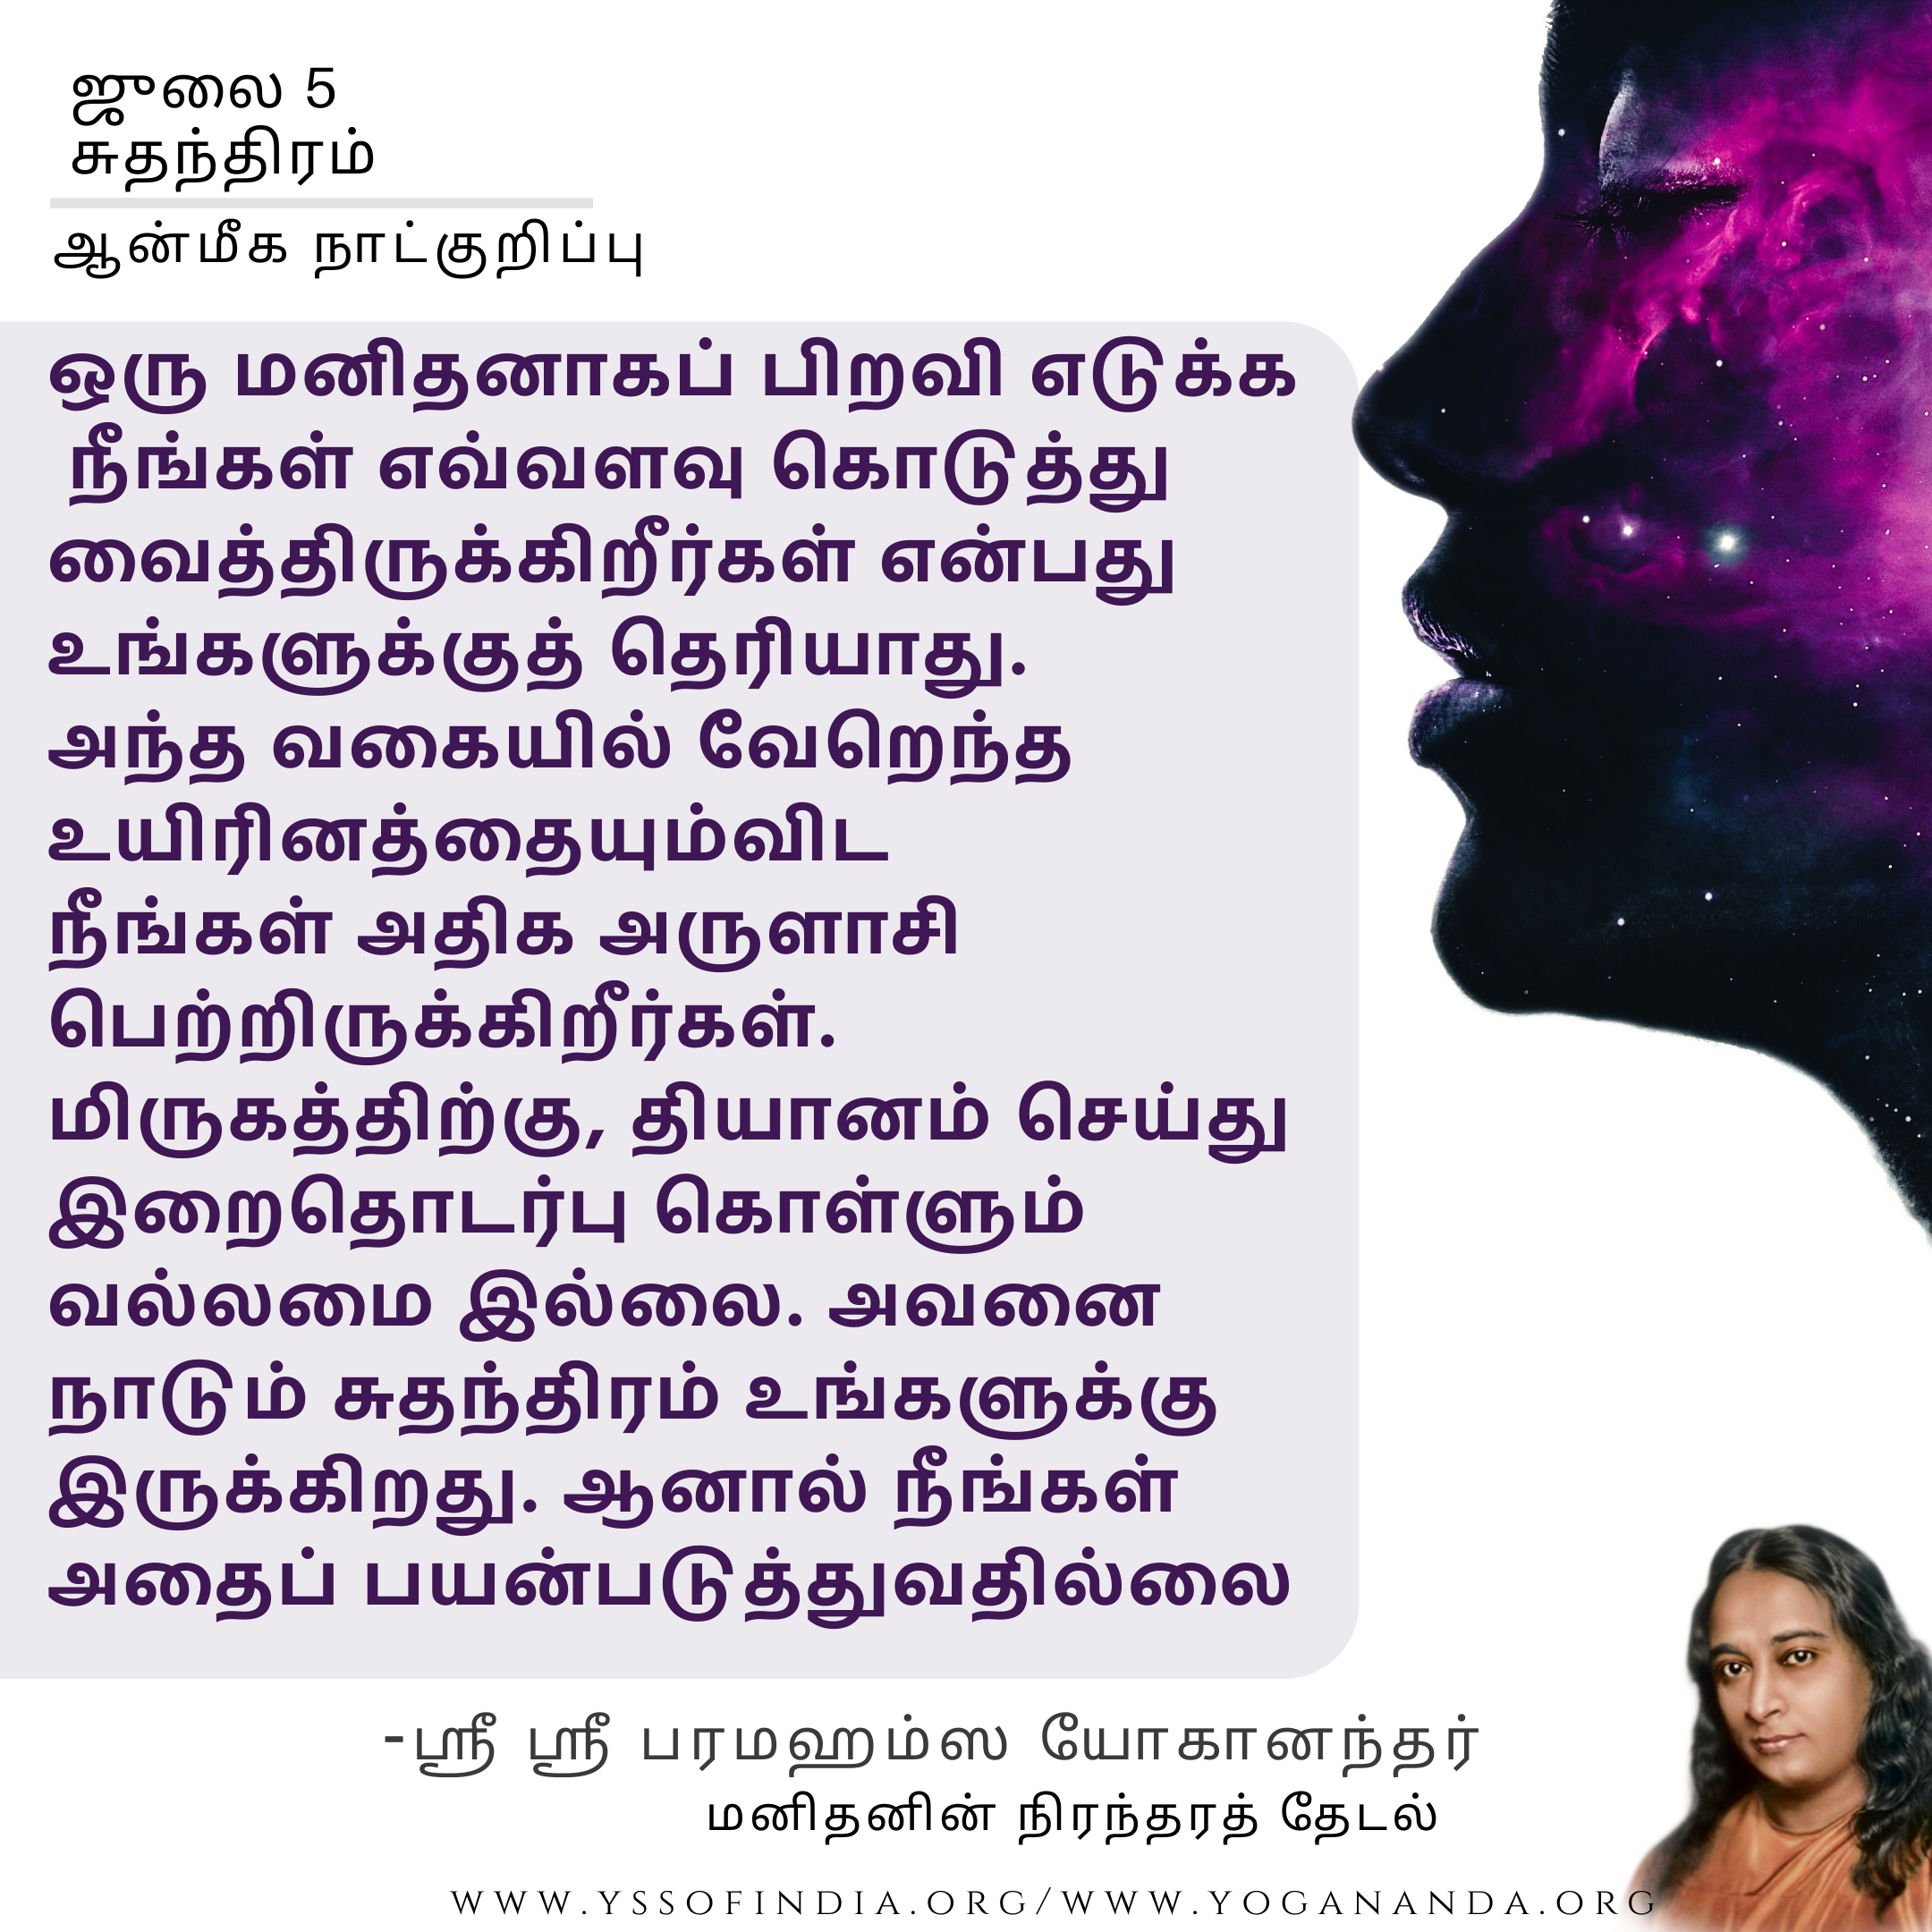 ஜுலை 5
சுதந்திரம்
ஆன்மீக நாட்குறிப்பு
ஒரு மனிதனாகப் பிறவி எடுக்க
நீங்கள் எவ்வளவு கொடுத்து
வைத்திருக்கிறீர்கள் என்பது
உங்களுக்குத் தெரியாது.
அந்த வகையில் வேறெந்த
உயிரினத்தையும்விட
நீங்கள் அதிக அருளாசி
பெற்றிருக்கிறீர்கள்.
மிருகத்திற்கு, தியானம் செய்து
இறைதொடர்பு கொள்ளும்
வல்லமை இல்லை. அவனை
நாடும் சுதந்திரம் உங்களுக்கு
இருக்கிறது. ஆனால் நீங்கள்
அதைப் பயன்படுத்துவதில்லை
-ஸ்ரீ ஸ்ரீ பரமஹம்ஸ யோகானந்தர்
மனிதனின் நிரந்தரத் தேடல்
WWW.YSSOFINDIA.ORG/WWW.YOGANANDA.ORG